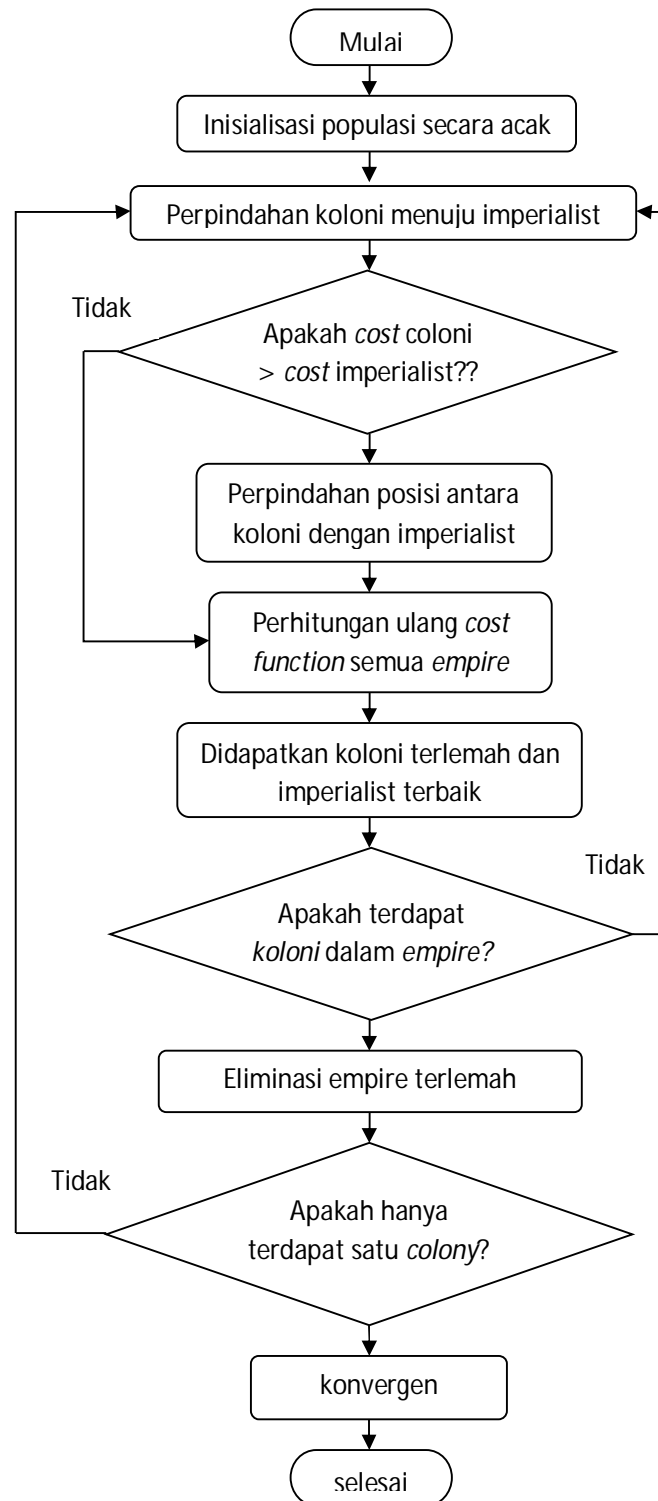 Mulai
Inisialisasi populasi secara acak
Perpindahan koloni menuju imperialist
Tidak
Apakah cost coloni
> cost imperialist??
Perpindahan posisi antara
koloni dengan imperialist
Perhitungan ulang cost
function semua empire
Didapatkan koloni terlemah dan
imperialist terbaik
Tidak
Apakah terdapat
koloni dalam empire?
Eliminasi empire terlemah
Tidak
Apakah hanya
terdapat satu colony?
konvergen
selesai